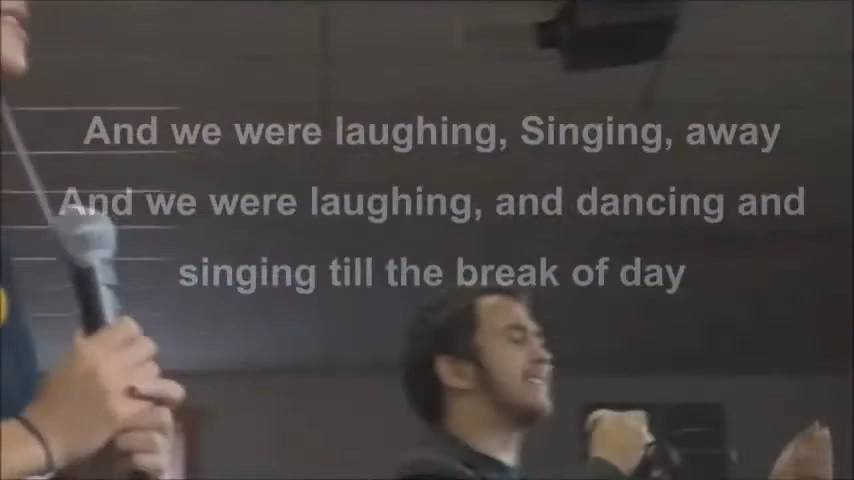 And we were laughing, Singing, away
And we were laughing, and dancing and
singing till the break of day